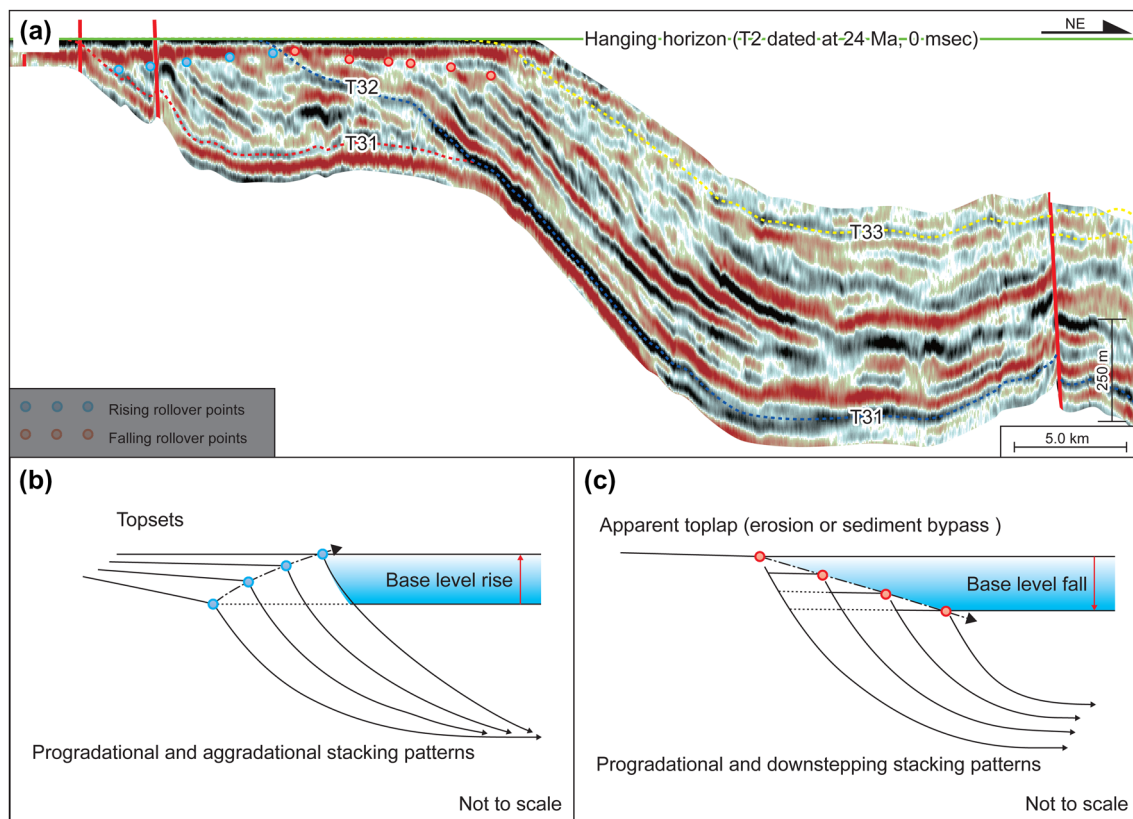 (a)
Hanging horizon (T2 dated at 24 Ma, 0 msec)
NE
T32
T31
T33
T31
250 m
5.0 km
Rising rollover points
Falling rollover points
(b)
Topsets
Base level rise
Progradational and aggradational stacking patterns
Not to scale
(c)
Apparent toplap (erosion or sediment bypass )
Base level fall
Progradational and downstepping stacking patterns
Not to scale